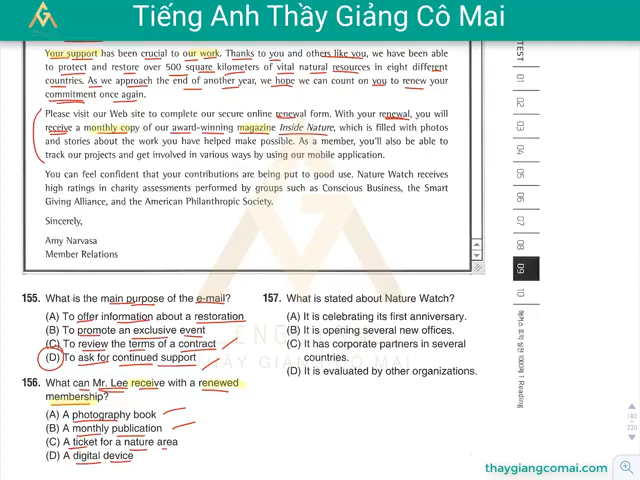 Tiếng Anh Thầy Giảng Cô Mai
Your support has been crucial to our work. Thanks to you and others like you, we have been able
to protect and restore over 500 square kilometers of vital natural resources in eight different
countries. As we approach the end of another year, we hope we can count on you to renew your
commitment once again.
Please visit our Web site to complete our secure online renewal form. With your renewal, you will
receive a monthly copy of our award-winning magazine Inside Nature, which is filled with photos
and stories about the work you have helped make possible. As a member, you'll also be able to
track our projects and get involved in various ways by using our mobile application.
You can feel confident that your contributions are being put to good use. Nature Watch receives
high ratings in charity assessments performed by groups such as Conscious Business, the Smart
Giving Alliance, and the American Philanthropic Society.
Sincerely,
Amy Narvasa
Member Relations
155. What is the main purpose of the e-mail?
(A) To offer information about a restoration
(B) To promote an exclusive event
(C) To review the terms of a contract
(D) To ask for continued support
156. What can Mr. Lee receive with a renewed
membership?
(A) A photography book
(B) A monthly publication
(C) A ticket for a nature area
(D) A digital device
157. What is stated about Nature Watch?
(A) It is celebrating its first anniversary.
(B) It is opening several new offices.
(C) It has corporate partners in several
countries.
(D) It is evaluated by other organizations.
TEST
01
02
03
04
05
06
07
08
09
10
1 Reading
182
220
THẦY GIẢNG CÔ MAI
thaygiangcomai.com